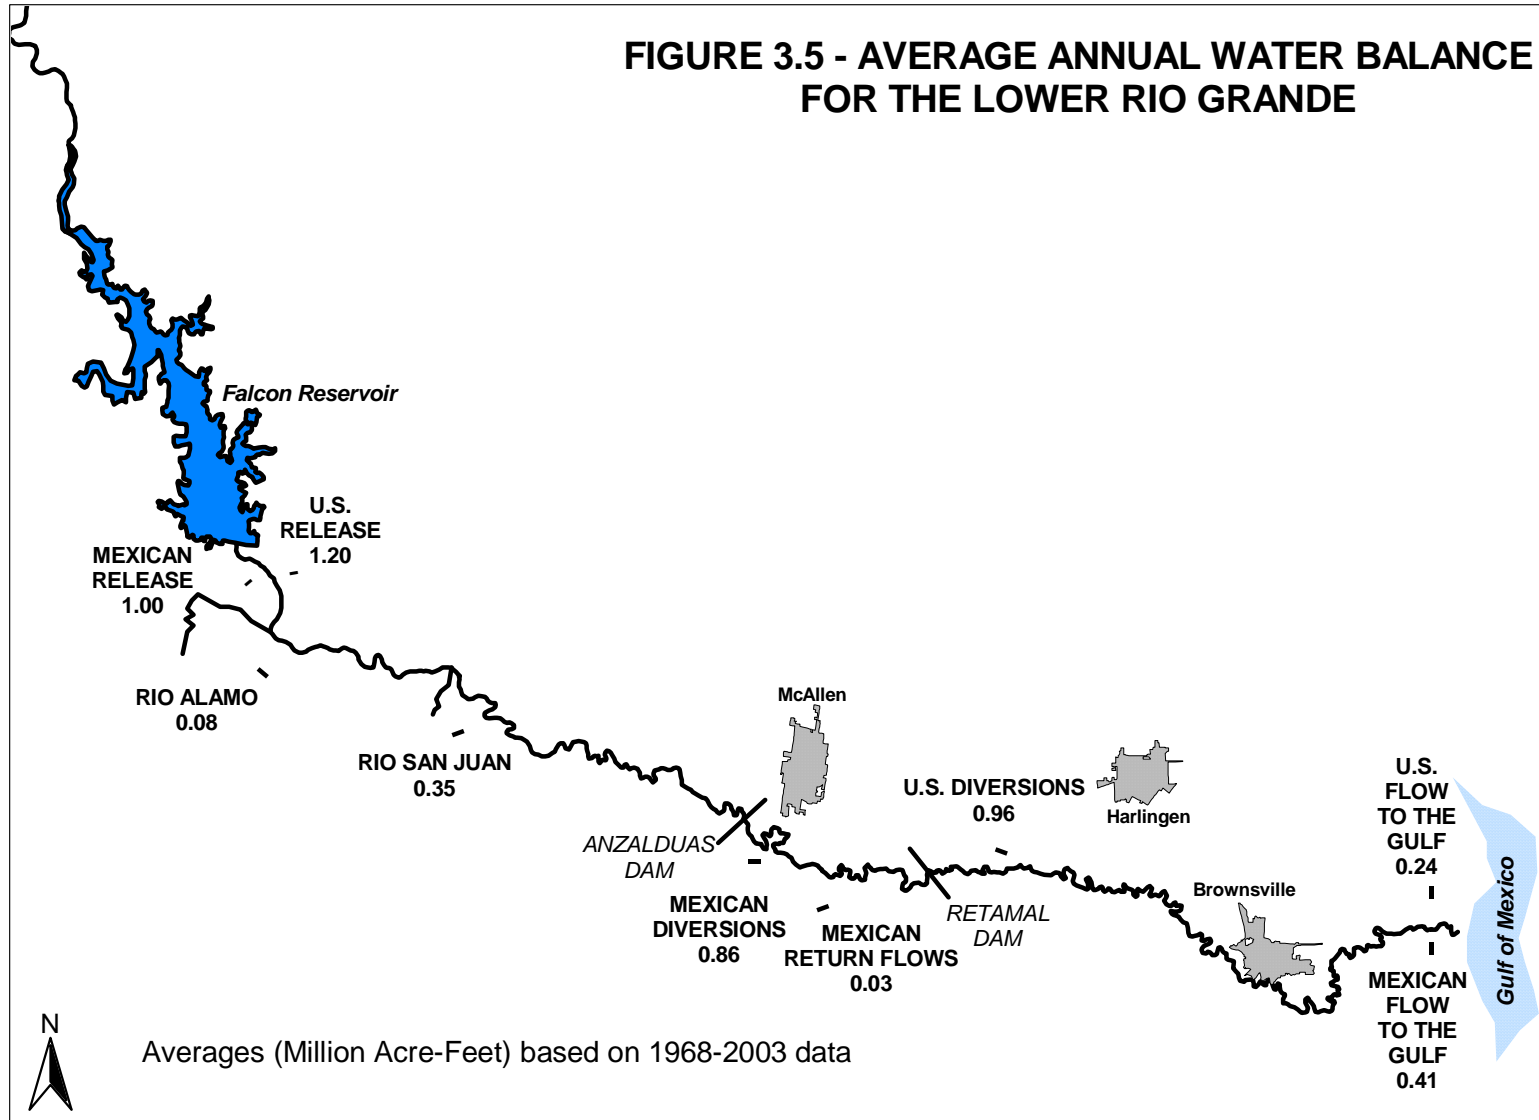 FIGURE 3.5 - AVERAGE ANNUAL WATER BALANCE
FOR THE LOWER RIO GRANDE
Falcon Reservoir
U.S.
RELEASE
1.20
MEXICAN
RELEASE
1.00
RIO ALAMO
0.08
RIO SAN JUAN
0.35
McAllen
ANZALDUAS
DAM
MEXICAN
DIVERSIONS
0.86
MEXICAN
RETURN FLOWS
0.03
U.S. DIVERSIONS
0.96
RETAMAL
DAM
Harlingen
Brownsville
U.S.
FLOW
TO THE
GULF
0.24
Gulf of Mexico
MEXICAN
FLOW
TO THE
GULF
0.41
N
Averages (Million Acre-Feet) based on 1968-2003 data